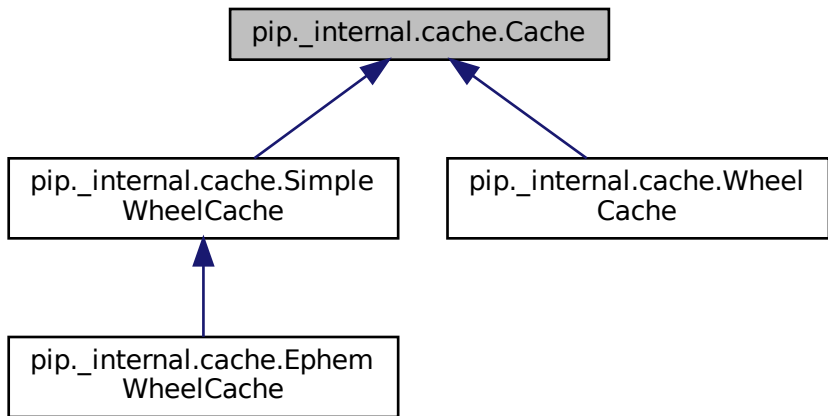 pip._internal.cache.Cache
pip._internal.cache.Simple
WheelCache
pip._internal.cache.Wheel
Cache
pip._internal.cache.Ephem
WheelCache